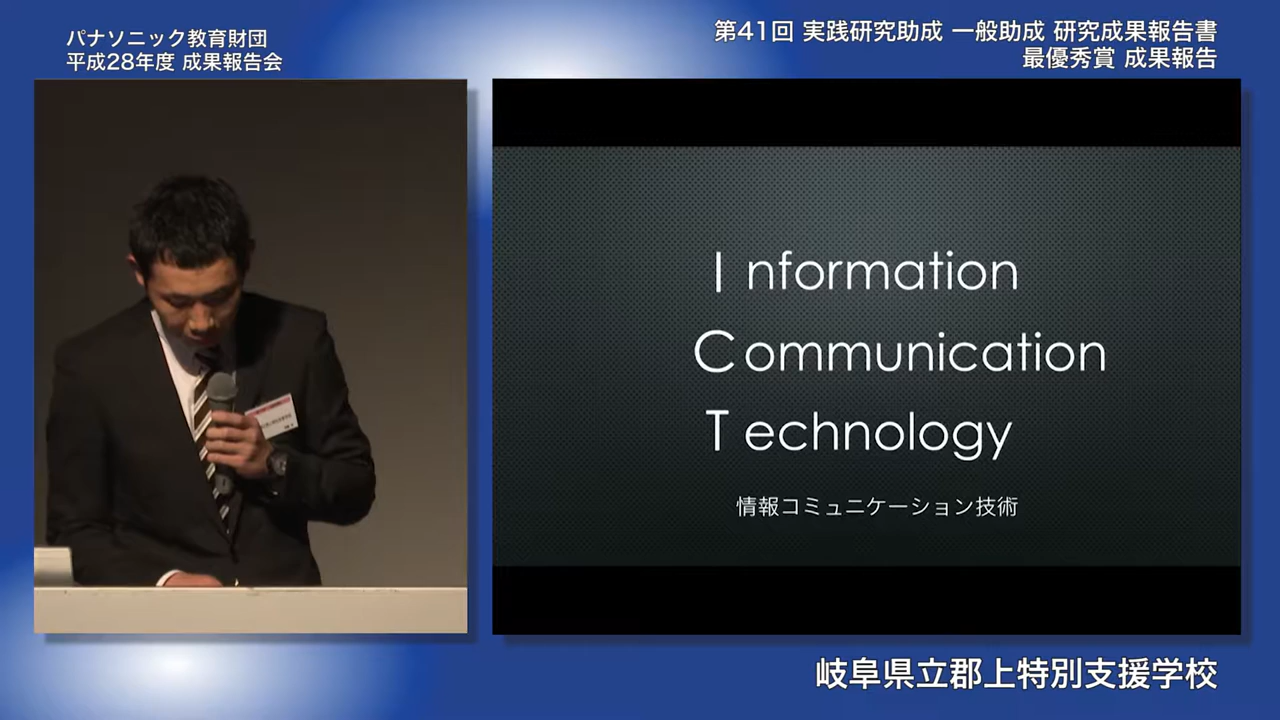 パナソニック教育財団
平成28年度 成果報告会
第41回 実践研究助成 一般助成 研究成果報告書
最優秀賞 成果報告
Information
Communication
Technology
情報コミュニケーション技術
岐阜県立郡上特別支援学校